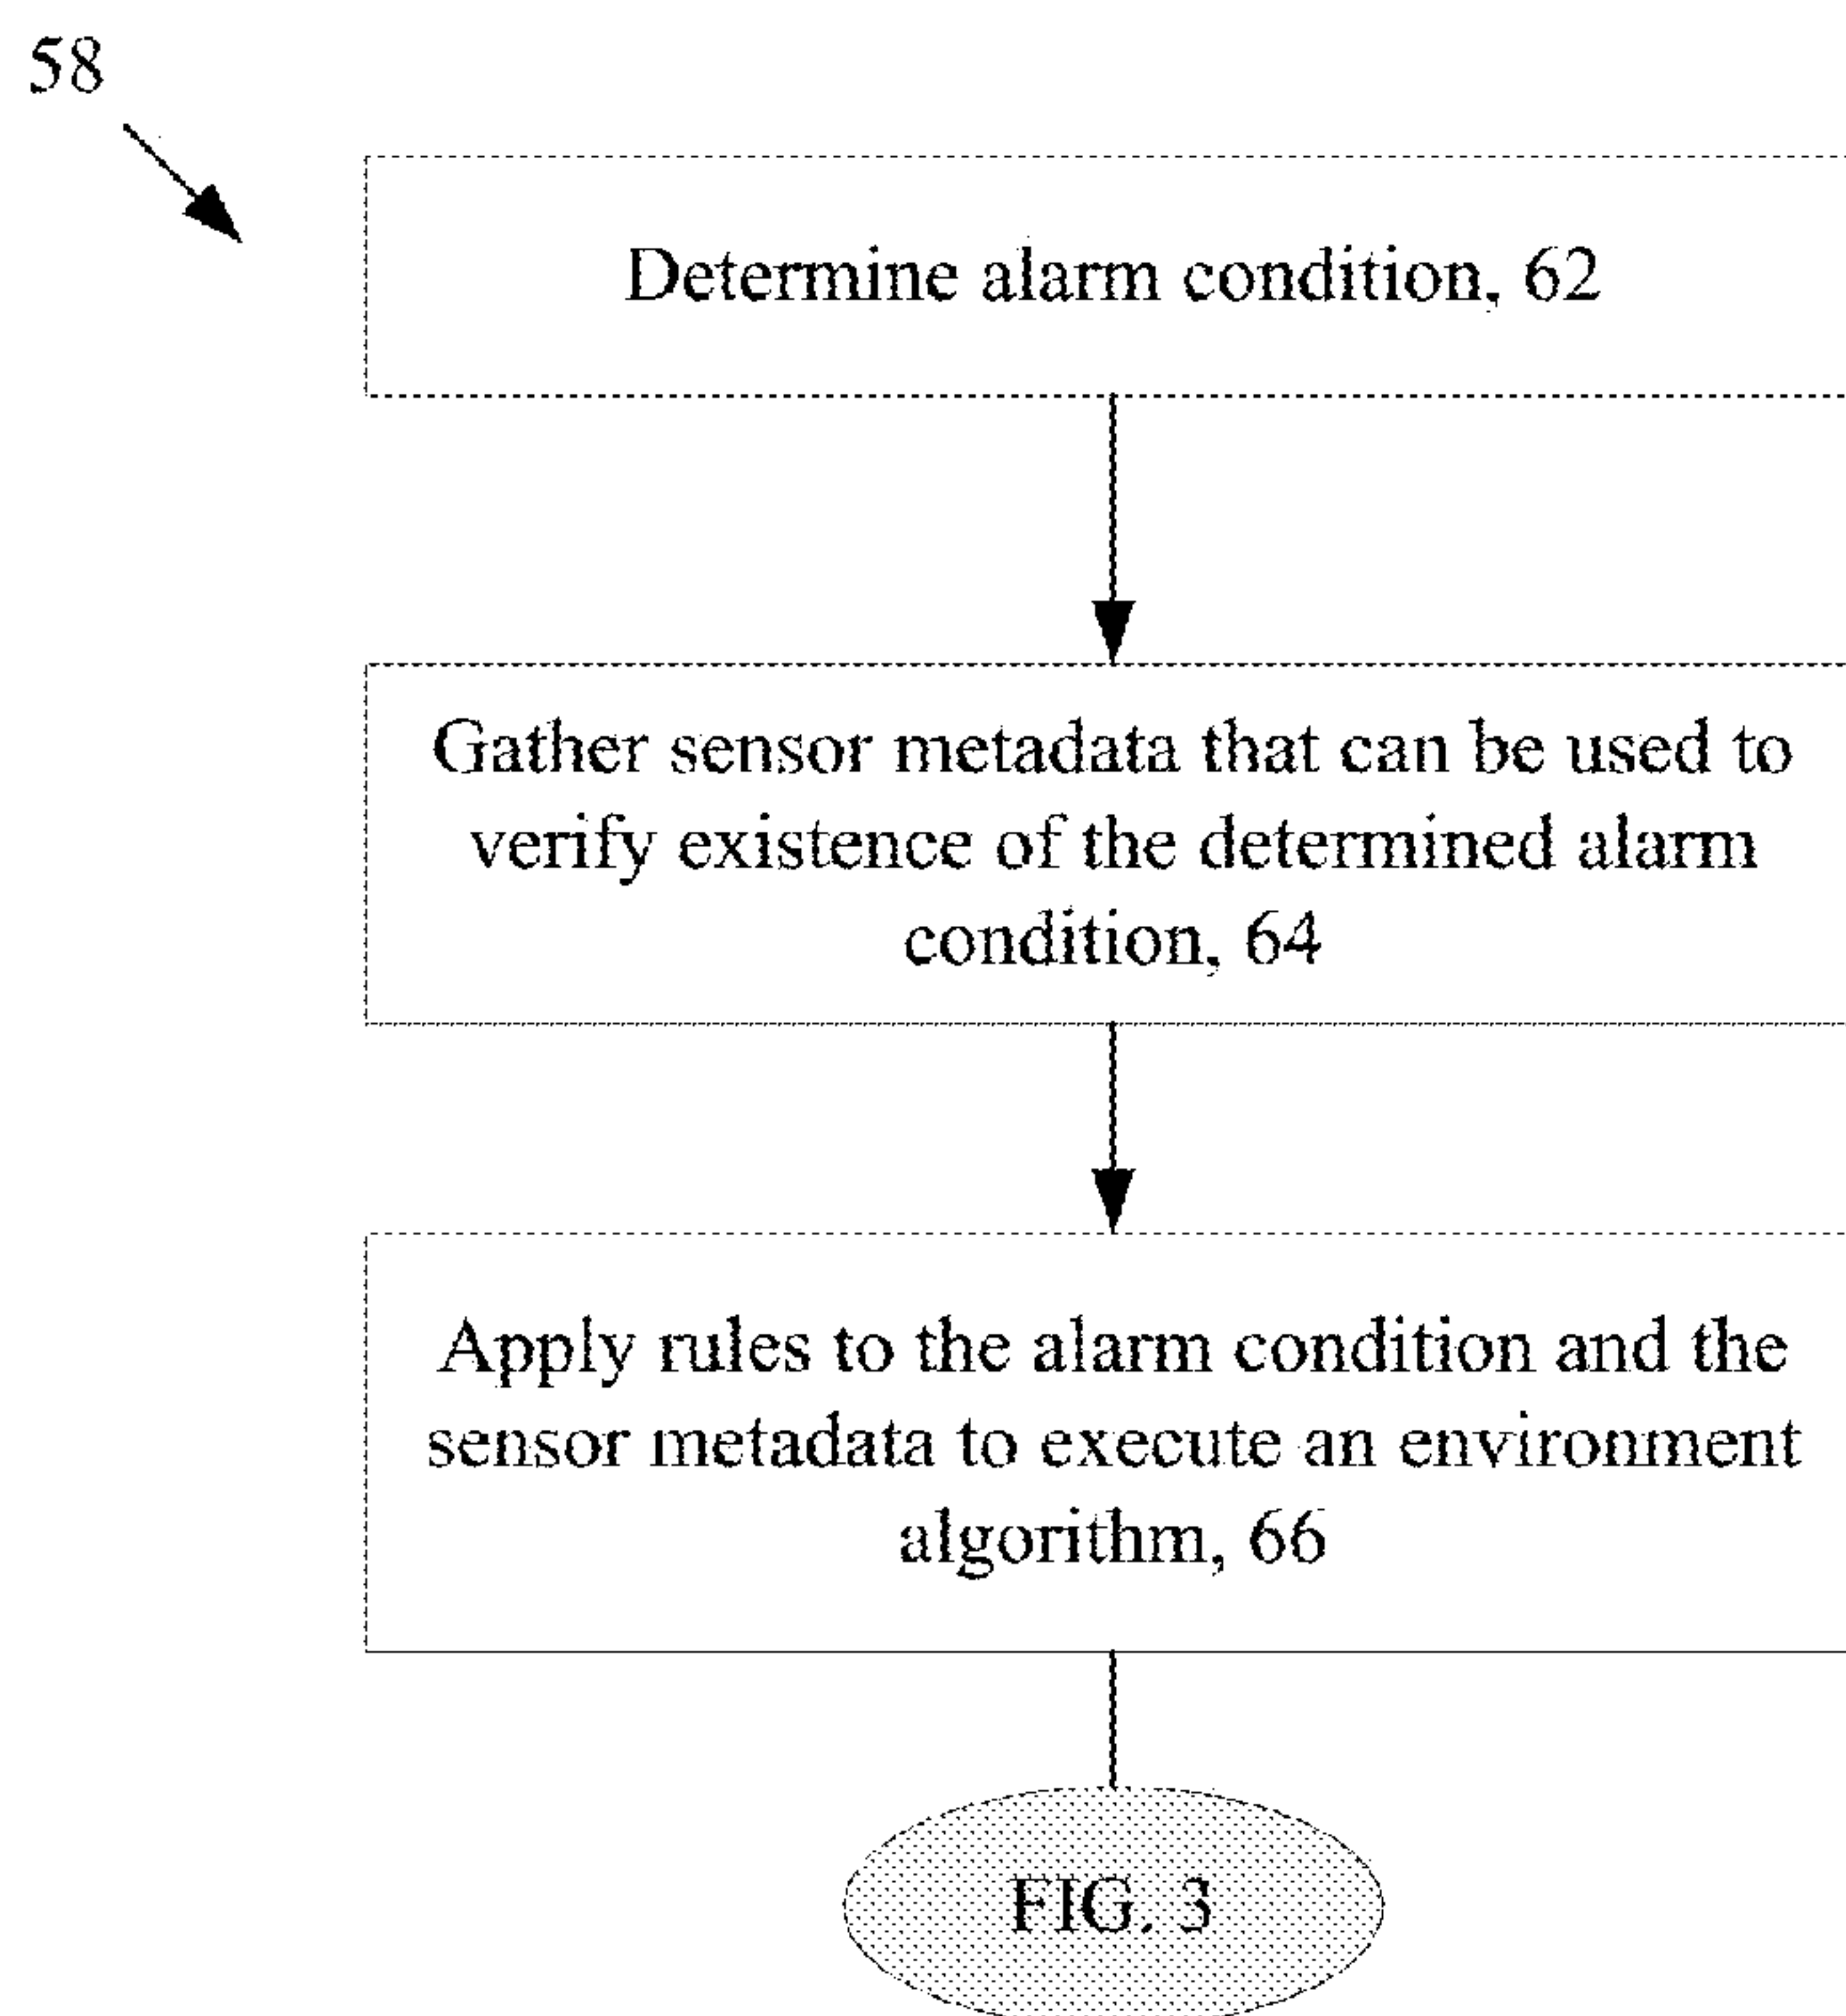 58
Determine alarm condition, 62
Gather sensor metadata that can be used to
verify existence of the determined alarm
condition, 64
Apply rules to the alarm condition and the
sensor metadata to execute an environment
algorithm, 66
FIG. 3